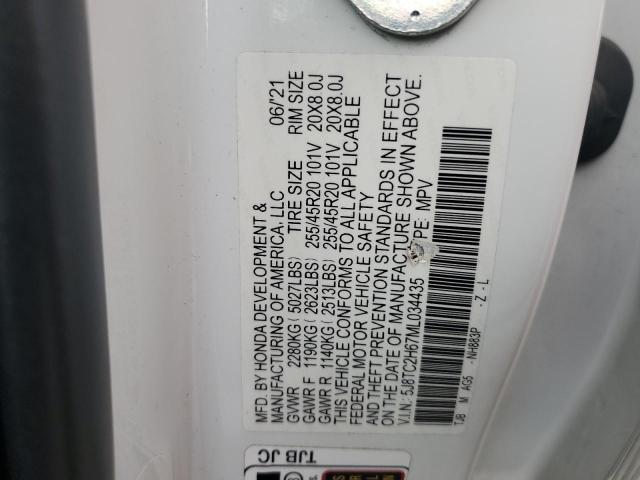 MFD. BY HONDA DEVELOPMENT & 06/'21
MANUFACTURING OF AMERICA, LLC
GVWR 2280KG (5027LBS) TIRE SIZE RIM SIZE
GAWR F 1190KG (2623LBS) 255/45R20 101V 20X8.0J
GAWR R 1140KG (2513LBS) 255/45R20 101V 20X8.0J
THIS VEHICLE CONFORMS TO ALL APPLICABLE
FEDERAL MOTOR VEHICLE SAFETY
AND THEFT PREVENTION STANDARDS IN EFFECT
ON THE DATE OF MANUFACTURE SHOWN ABOVE.
V.I.N.: 5J8TC2H67ML034435 YPE: MPV
TJB M AG5 -NH883P -Z-L
TJB JC